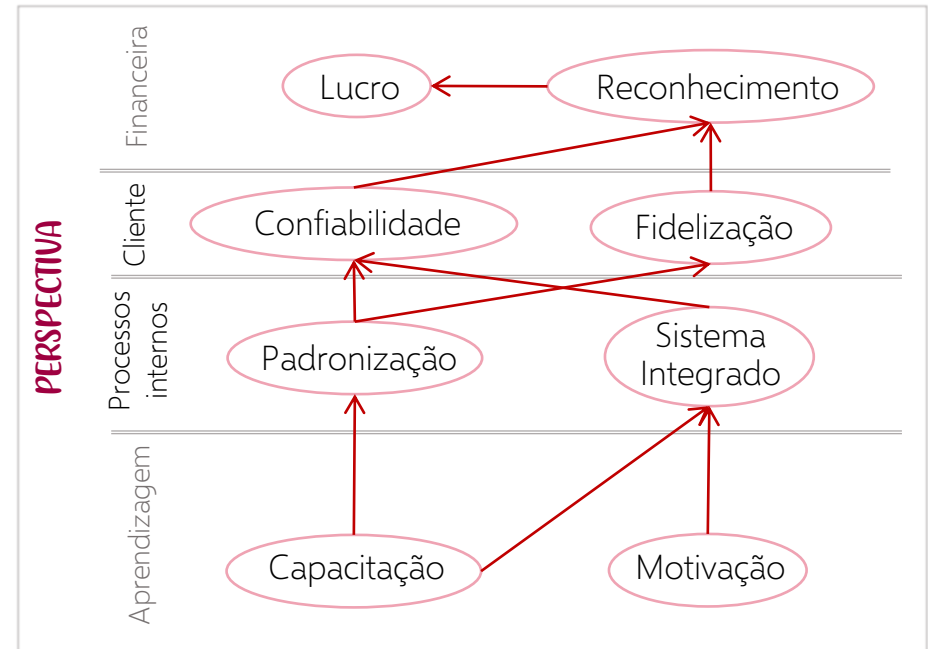 PERSPECTIVA
Financeira
Lucro
Reconhecimento
Cliente
Confiabilidade
Fidelização
Processos
internos
Padronização
Sistema
Integrado
Aprendizagem
Capacitação
Motivação